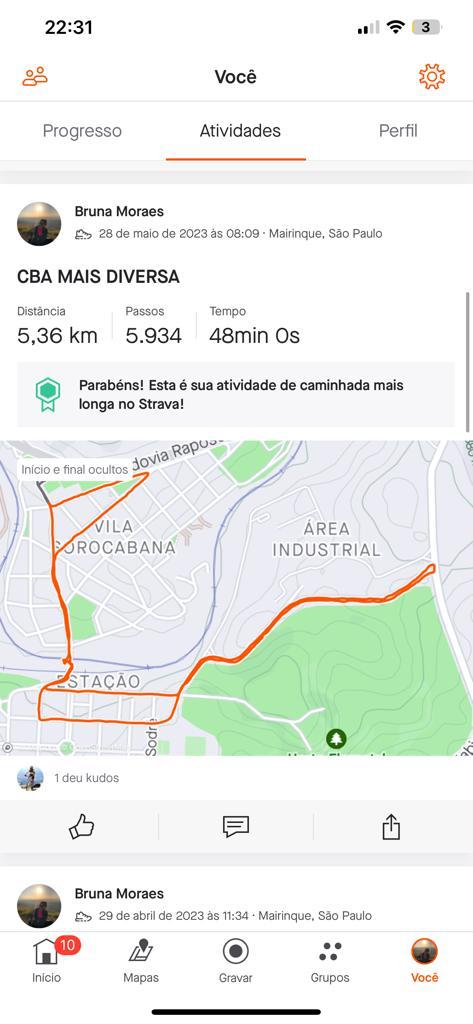 22:31
3
Você
Progresso
Atividades
Perfil
Bruna Moraes
28 de maio de 2023 às 08:09 · Mairinque, São Paulo
CBA MAIS DIVERSA
Distância
Passos
Tempo
5,36 km
5.934
48min 0s
Parabéns! Esta é sua atividade de caminhada mais
longa no Strava!
Início e final ocultos
dovia Rapos
VILA
SOROCABANA
ÁREA
INDUSTRIAL
ESTAÇÃO
Sodré
1 deu kudos
Bruna Moraes
29 de abril de 2023 às 11:34 · Mairinque, São Paulo
10
Início
Mapas
Gravar
Grupos
Você